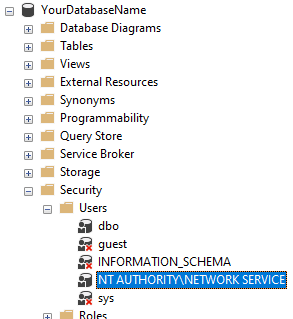 YourDatabaseName
Database Diagrams
Tables
Views
External Resources
Synonyms
Programmability
Query Store
Service Broker
Storage
Security
Users
dbo
guest
INFORMATION_SCHEMA
NT AUTHORITY\NETWORK SERVICE
sys
Roles